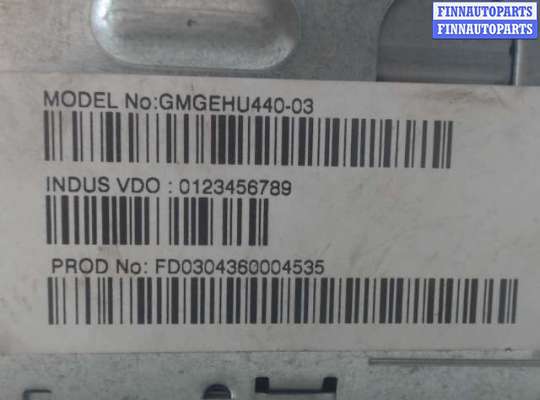 FINNAUTOPARTS
FINNAUTOPARTS
MODEL No:GMGEHU440-03
INDUS VDO : 0123456789
PROD No: FD0304360004535